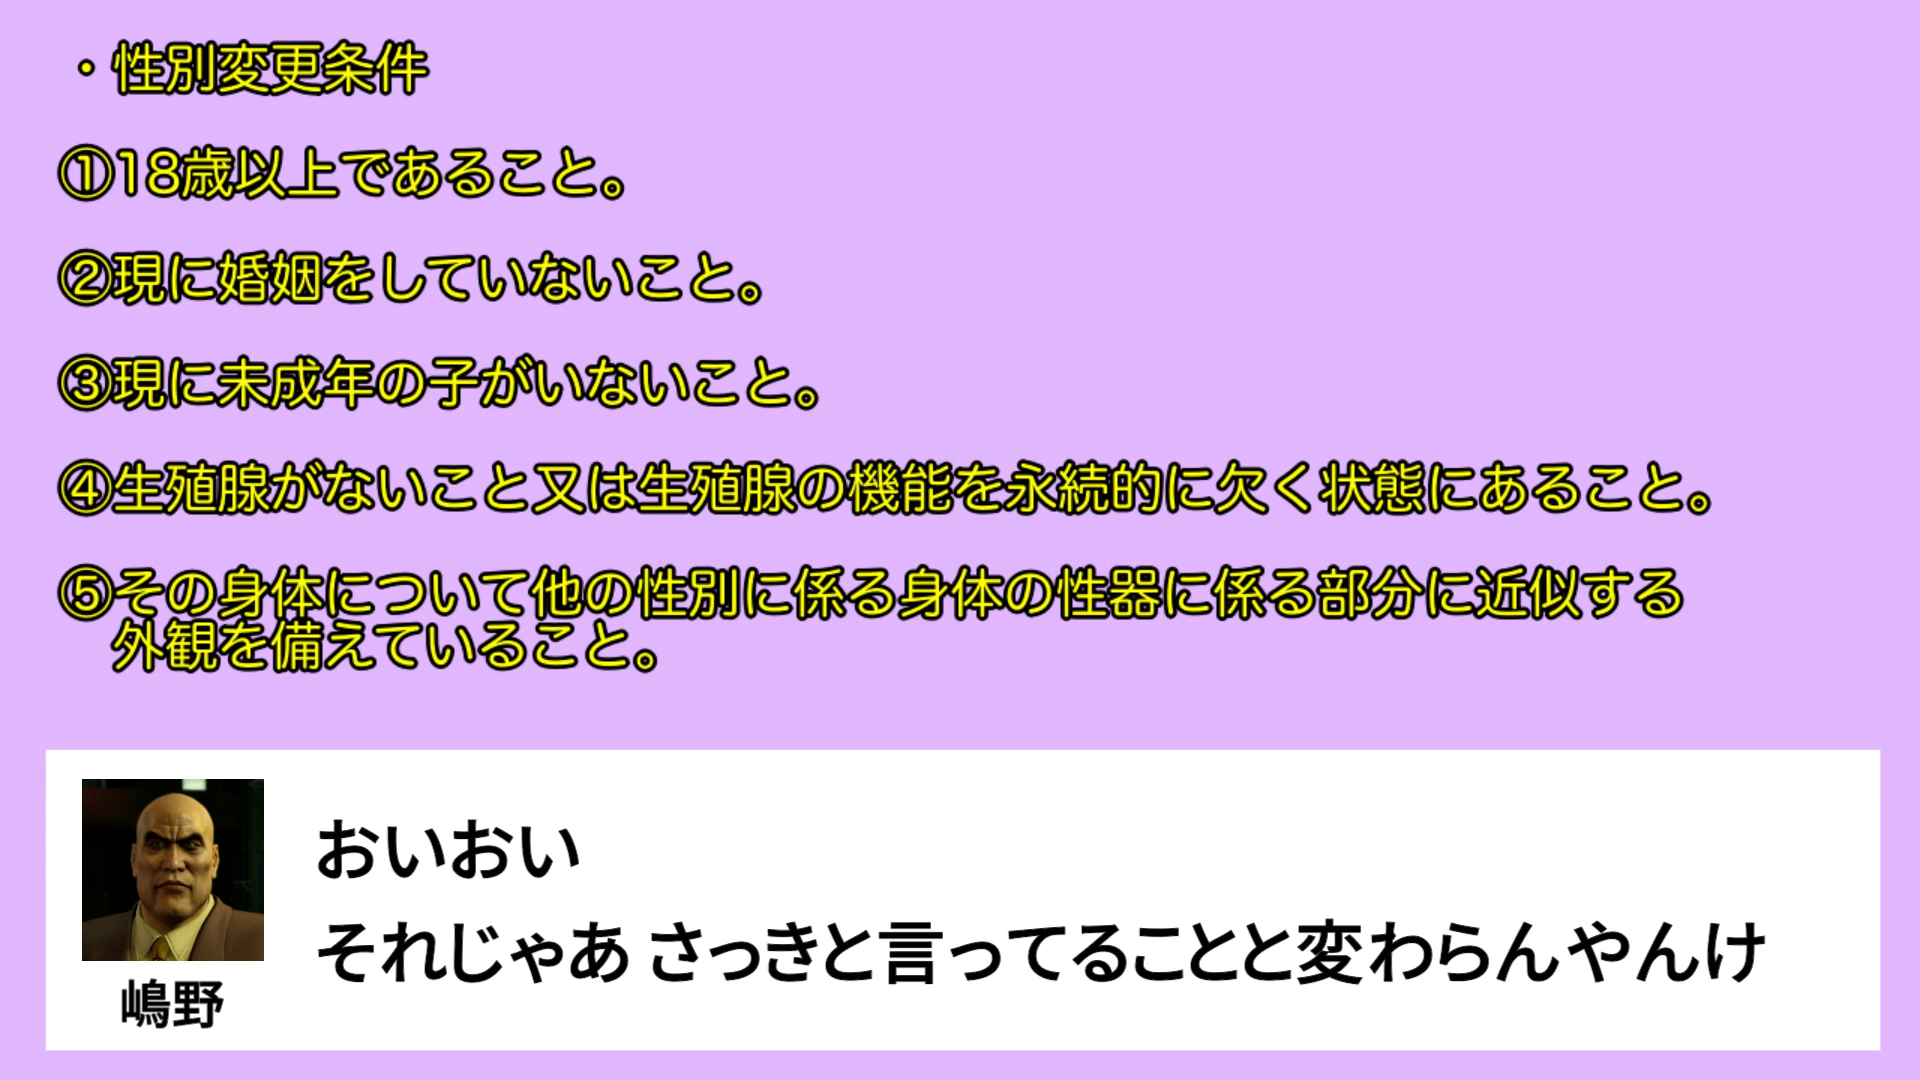 ・性別変更条件
①18歳以上であること。
②現に婚姻をしていないこと。
③現に未成年の子がいないこと。
④生殖腺がないこと又は生殖腺の機能を永続的に欠く状態にあること。
⑤その身体について他の性別に係る身体の性器に係る部分に近似する
外観を備えていること。
おいおい
それじゃあ さっきと言ってることと変わらんやんけ
嶋野